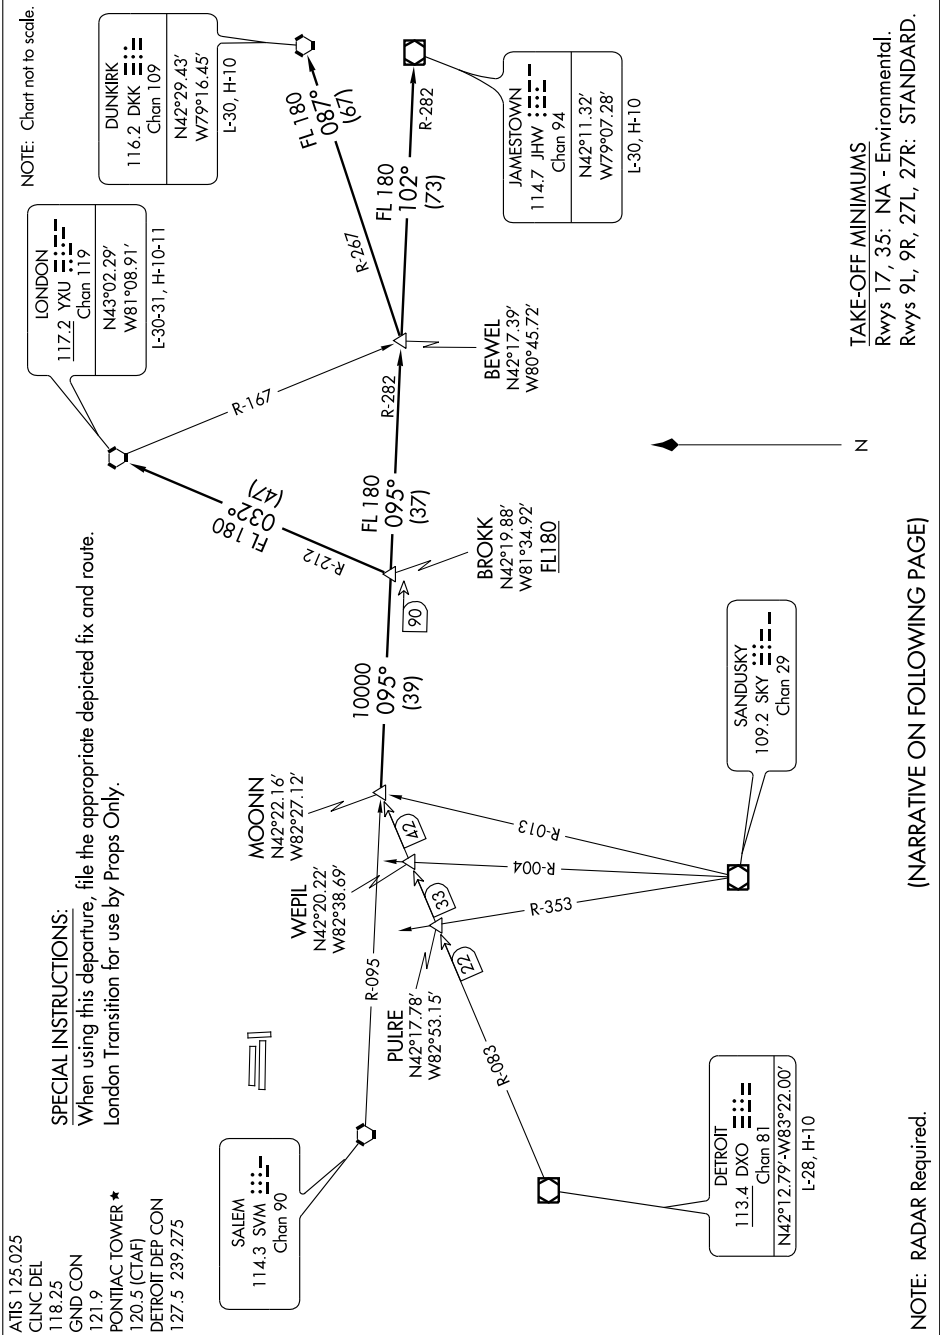 ATIS 125.025
CLNC DEL
118.25
GND CON
121.9
PONTIAC TOWER ★
120.5 (CTAF)
DETROIT DEP CON
127.5 239.275
SPECIAL INSTRUCTIONS:
When using this departure, file the appropriate depicted fix and route.
London Transition for use by Props Only.
NOTE: Chart not to scale.
LONDON
117.2 YXU
Chan 119
N43°02.29'
W81°08.91'
L-30-31, H-10-11
DUNKIRK
116.2 DKK
Chan 109
N42°29.43'
W79°16.45'
L-30, H-10
SALEM
114.3 SVM
Chan 90
R-095
MOONN
N42°22.16'
W82°27.12'
WEPIL
N42°20.22'
W82°38.69'
PULRE
N42°17.78'
W82°53.15'
R-083
22
33
42
10000
095°
(39)
90
BROKK
N42°19.88'
W81°34.92'
FL180
R-212
FL 180
032°
(47)
R-167
FL 180
095°
(37)
R-282
BEWEL
N42°17.39'
W80°45.72'
R-267
FL 180
087°
(67)
FL 180
102°
(73)
R-282
JAMESTOWN
114.7 JHW
Chan 94
N42°11.32'
W79°07.28'
L-30, H-10
R-353
R-004
R-013
SANDUSKY
109.2 SKY
Chan 29
DETROIT
113.4 DXO
Chan 81
N42°12.79'-W83°22.00'
L-28, H-10
N
TAKE-OFF MINIMUMS
Rwys 17, 35: NA - Environmental.
Rwys 9L, 9R, 27L, 27R: STANDARD.
NOTE: RADAR Required.
(NARRATIVE ON FOLLOWING PAGE)